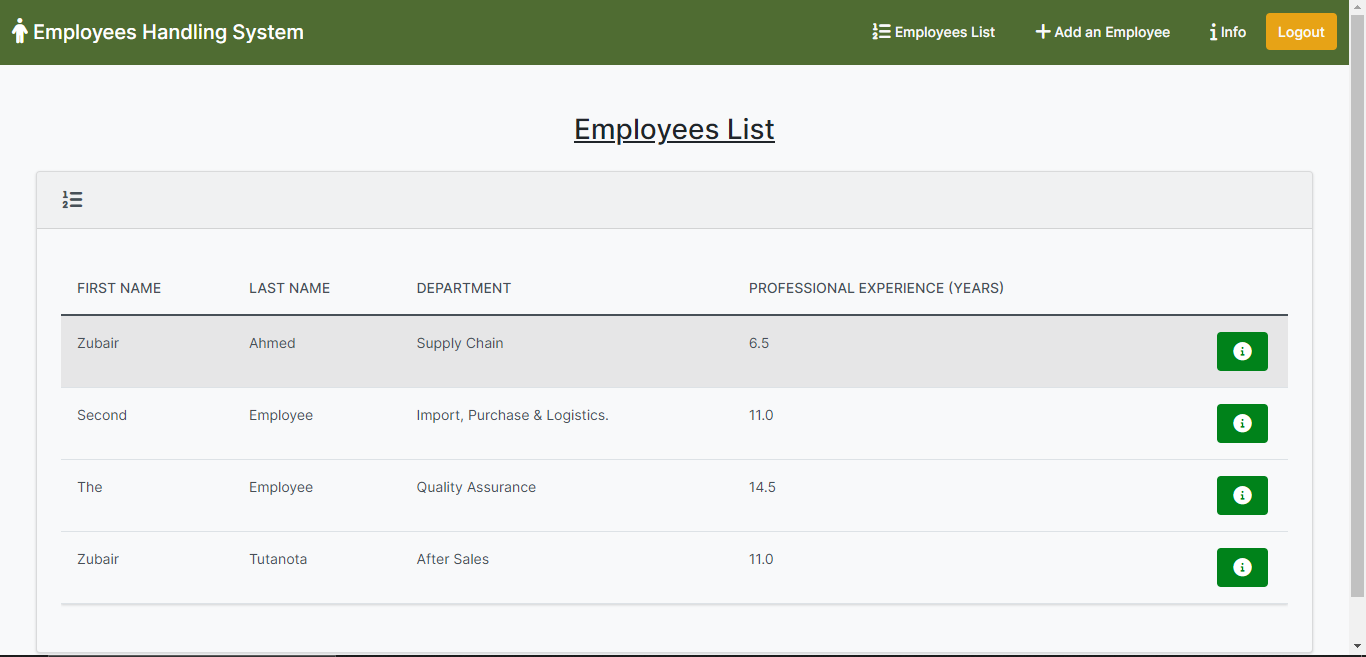 Employees Handling System
Employees List
Add an Employee
Info
Logout
Employees List
FIRST NAME LAST NAME DEPARTMENT PROFESSIONAL EXPERIENCE (YEARS)
Zubair Ahmed Supply Chain 6.5
Second Employee Import, Purchase & Logistics. 11.0
The Employee Quality Assurance 14.5
Zubair Tutanota After Sales 11.0